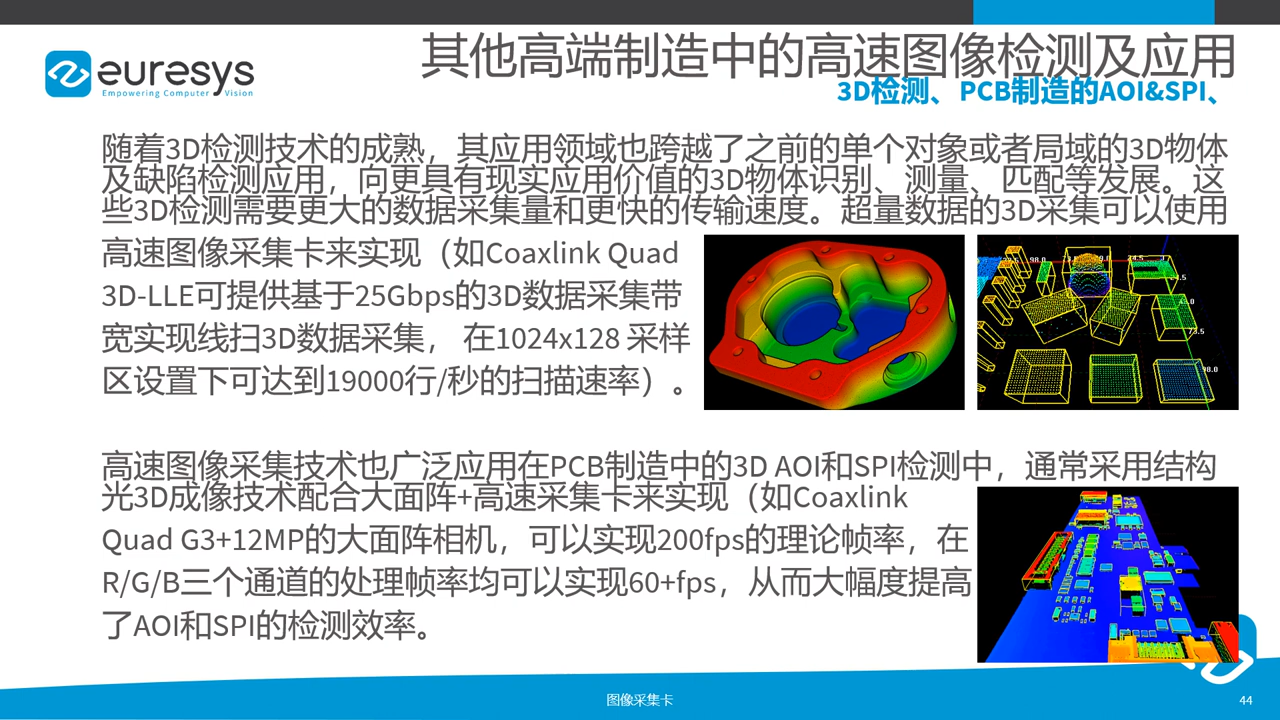 euresys
Empowering Computer Vision
其他高端制造中的高速图像检测及应用
3D检测、PCB制造的AOI&SPI、
随着3D检测技术的成熟，其应用领域也跨越了之前的单个对象或者局域的3D物体
及缺陷检测应用，向更具有现实应用价值的3D物体识别、测量、匹配等发展。这
些3D检测需要更大的数据采集量和更快的传输速度。超量数据的3D采集可以使用
高速图像采集卡来实现（如Coaxlink Quad
3D-LLE可提供基于25Gbps的3D数据采集带
宽实现线扫3D数据采集， 在1024x128 采样
区设置下可达到19000行/秒的扫描速率）。
高速图像采集技术也广泛应用在PCB制造中的3D AOI和SPI检测中，通常采用结构
光3D成像技术配合大面阵+高速采集卡来实现（如Coaxlink
Quad G3+12MP的大面阵相机，可以实现200fps的理论帧率，在
R/G/B三个通道的处理帧率均可以实现60+fps，从而大幅度提高
了AOI和SPI的检测效率。
图像采集卡
44